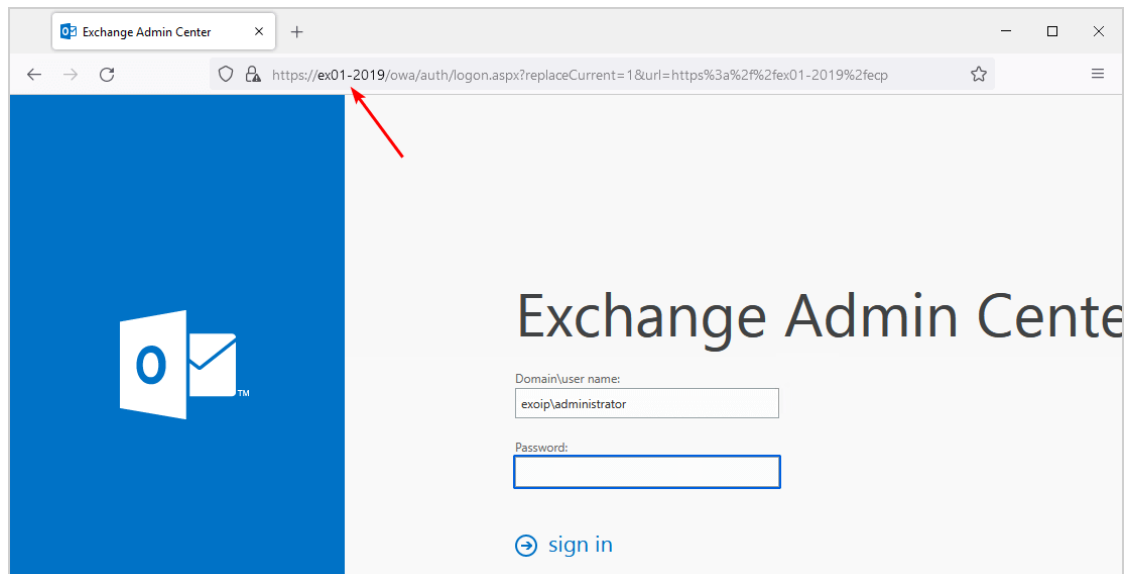 Exchange Admin Center
https://ex01-2019/owa/auth/logon.aspx?replaceCurrent=1&url=https%3a%2f%2fex01-2019%2fecp
O
TM
Exchange Admin Cente
Domain\user name:
exoip\administrator
Password:
sign in